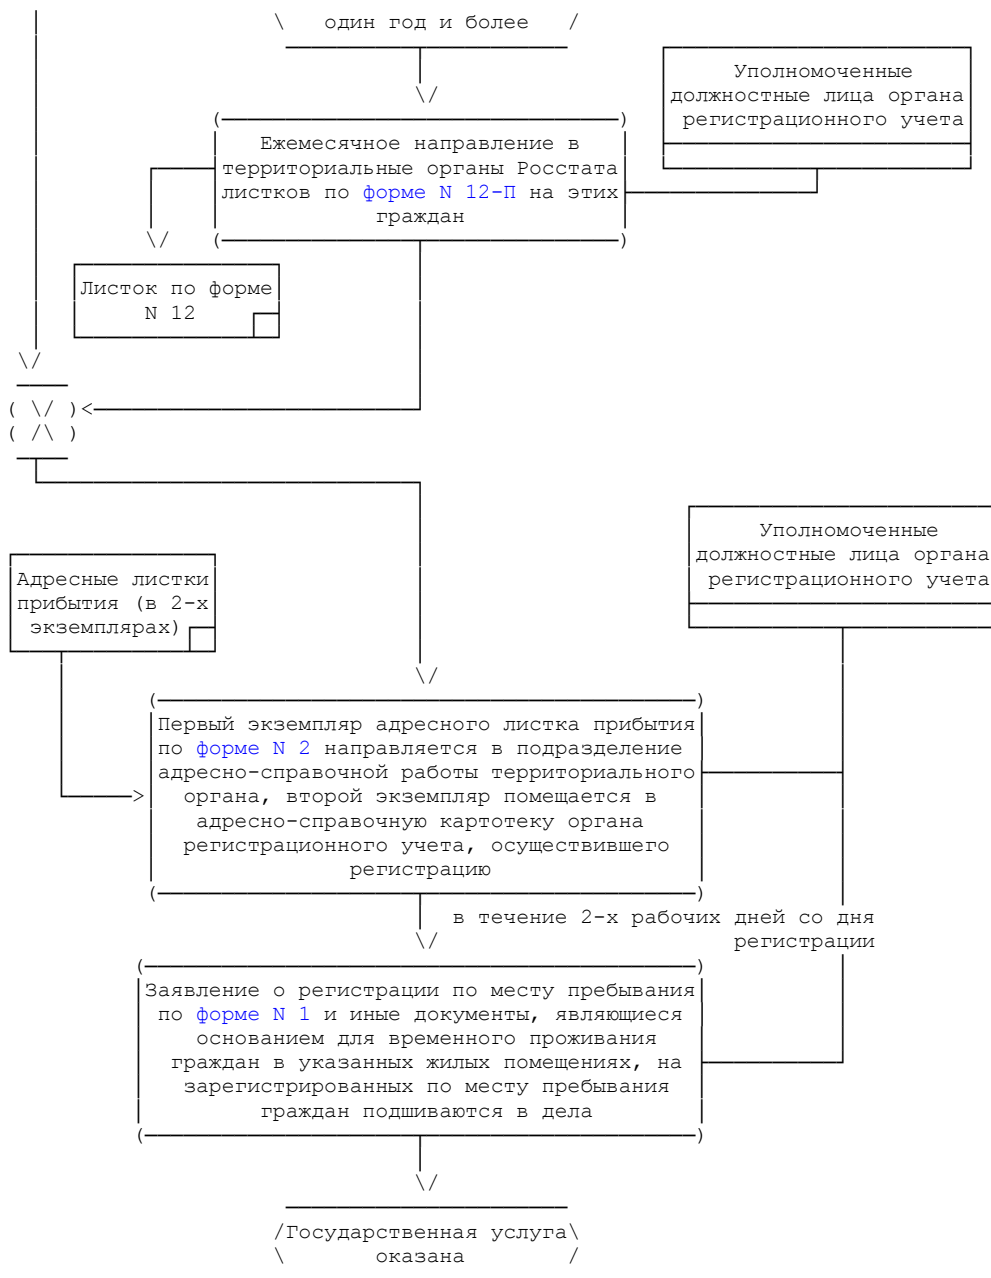 один год и более
Уполномоченные
должностные лица органа
регистрационного учета
Ежемесячное направление в
территориальные органы Росстата
листков по форме N 12-П на этих
граждан
Листок по форме
N 12
Уполномоченные
должностные лица органа
регистрационного учета
Адресные листки
прибытия (в 2-х
экземплярах)
Первый экземпляр адресного листка прибытия
по форме N 2 направляется в подразделение
адресно-справочной работы территориального
органа, второй экземпляр помещается в
адресно-справочную картотеку органа
регистрационного учета, осуществившего
регистрацию
в течение 2-х рабочих дней со дня
регистрации
Заявление о регистрации по месту пребывания
по форме N 1 и иные документы, являющиеся
основанием для временного проживания
граждан в указанных жилых помещениях, на
зарегистрированных по месту пребывания
граждан подшиваются в дела
Государственная услуга
оказана